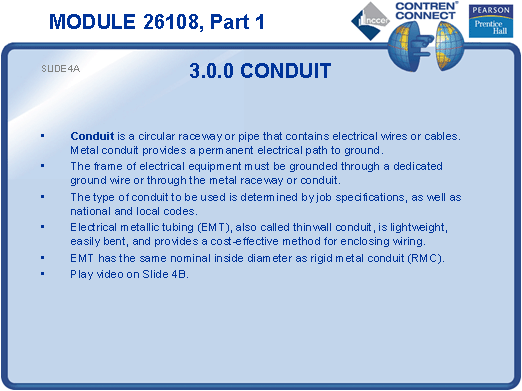 MODULE 26108, Part 1
nccer
CONTREN®
CONNECT
PEARSON
Prentice
Hall
SLIDE 4A
3.0.0 CONDUIT
• Conduit is a circular raceway or pipe that contains electrical wires or cables.
Metal conduit provides a permanent electrical path to ground.
• The frame of electrical equipment must be grounded through a dedicated
ground wire or through the metal raceway or conduit.
• The type of conduit to be used is determined by job specifications, as well as
national and local codes.
• Electrical metallic tubing (EMT), also called thinwall conduit, is lightweight,
easily bent, and provides a cost-effective method for enclosing wiring.
• EMT has the same nominal inside diameter as rigid metal conduit (RMC).
• Play video on Slide 4B.